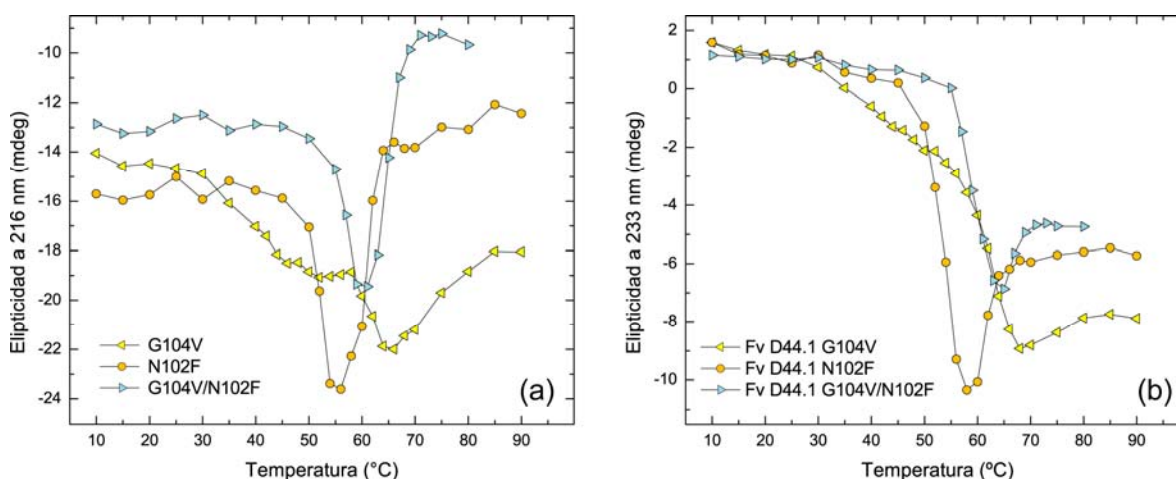 -10
-12
-14
-16
-18
-20
-22
-24
Elipticidad a 216 nm (mdeg)
G104V
N102F
G104V/N102F
(a)
10 20 30 40 50 60 70 80 90
Temperatura (°C)
2
0
-2
-4
-6
-8
-10
Elipticidad a 233 nm (mdeg)
Fv D44.1 G104V
Fv D44.1 N102F
Fv D44.1 G104V/N102F
(b)
10 20 30 40 50 60 70 80 90
Temperatura (ºC)